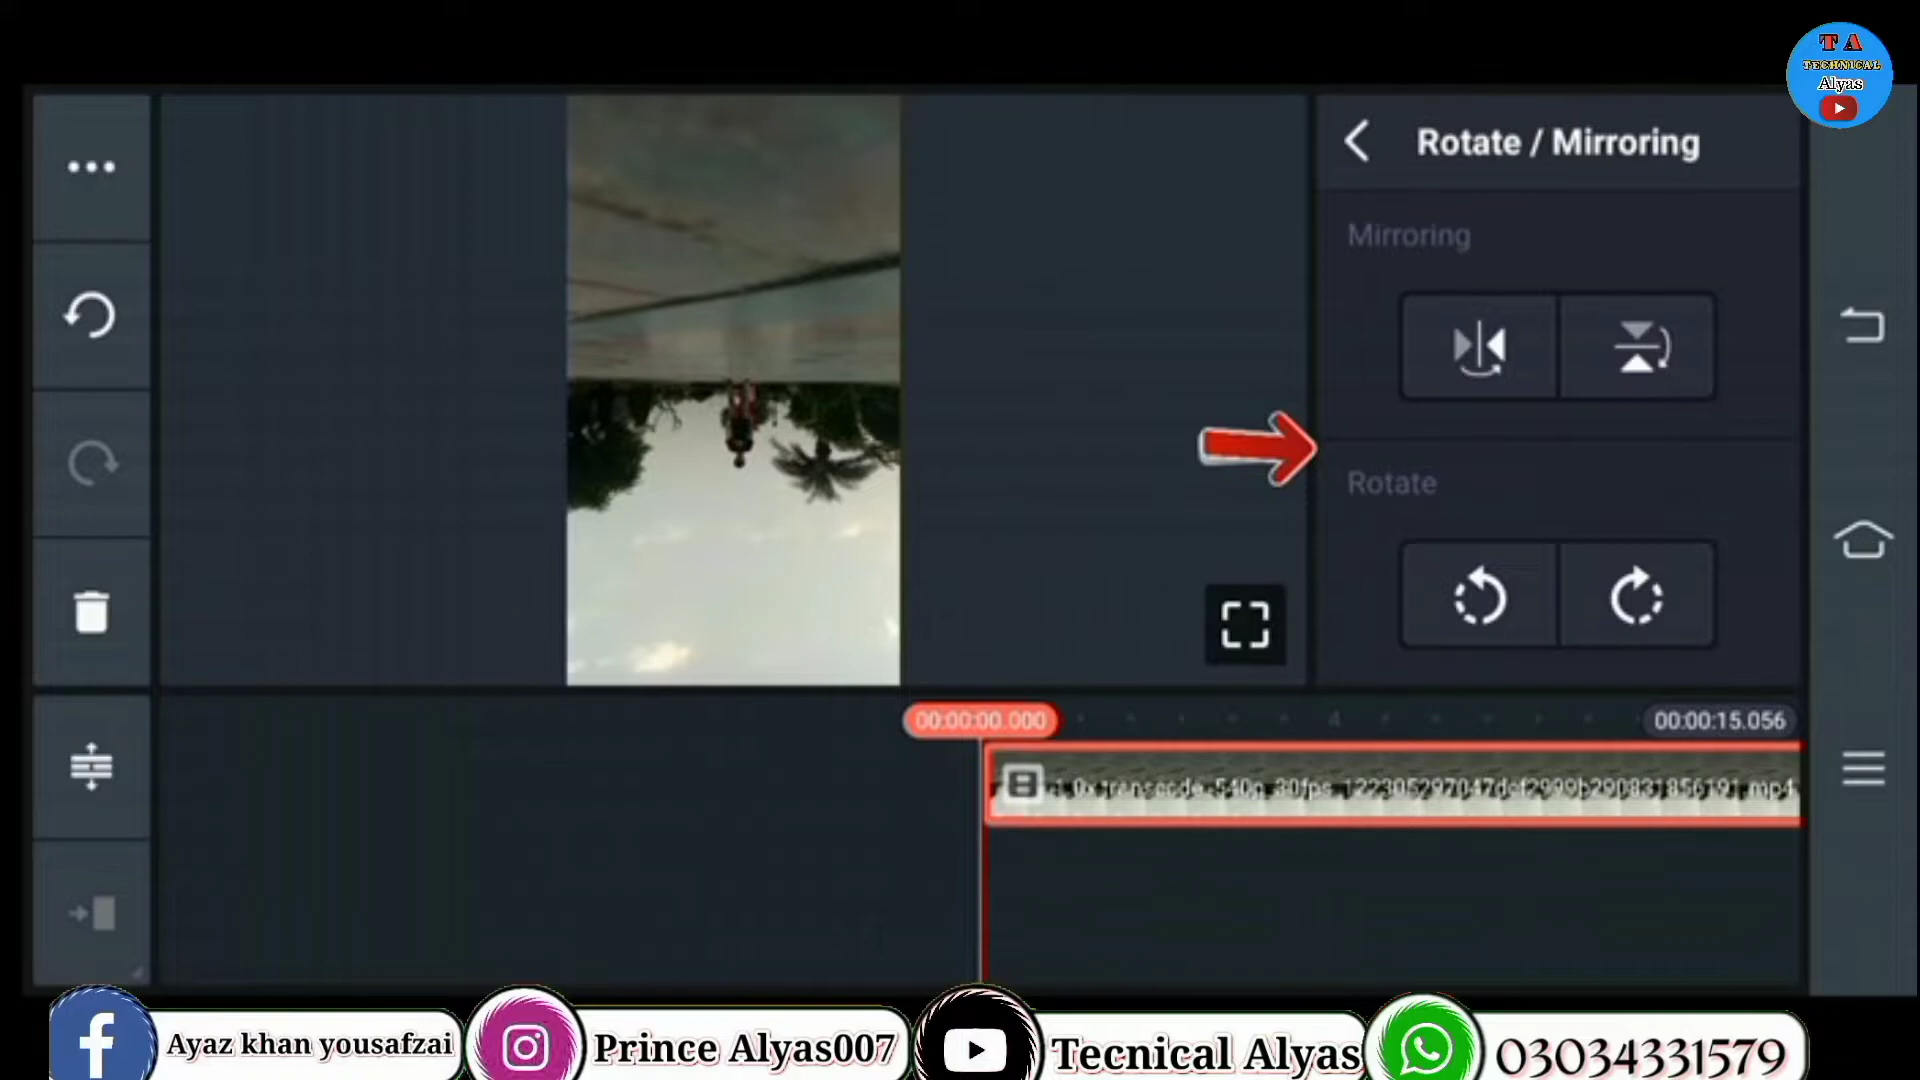 T A
TECHNICAL
Alyas
Rotate / Mirroring
Mirroring
Rotate
00:00:00.000
4
00:00:15.056
Ayaz khan yousafzai
Prince Alyas007
Tecnical Alyas
03034331579